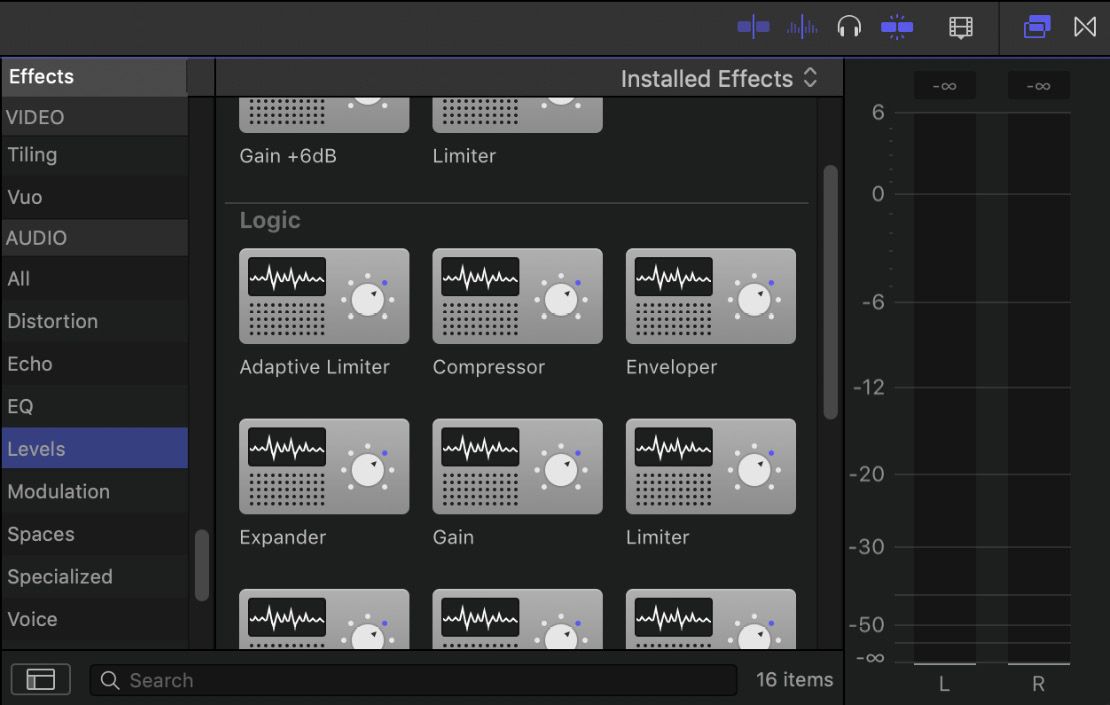 Effects
VIDEO
Tiling
Vuo
AUDIO
All
Distortion
Echo
EQ
Levels
Modulation
Spaces
Specialized
Voice
Installed Effects
Gain +6dB
Limiter
Logic
Adaptive Limiter
Compressor
Enveloper
Expander
Gain
Limiter
Search
16 items
-∞
-∞
6
0
-6
-12
-20
-30
-50
-∞
L
R